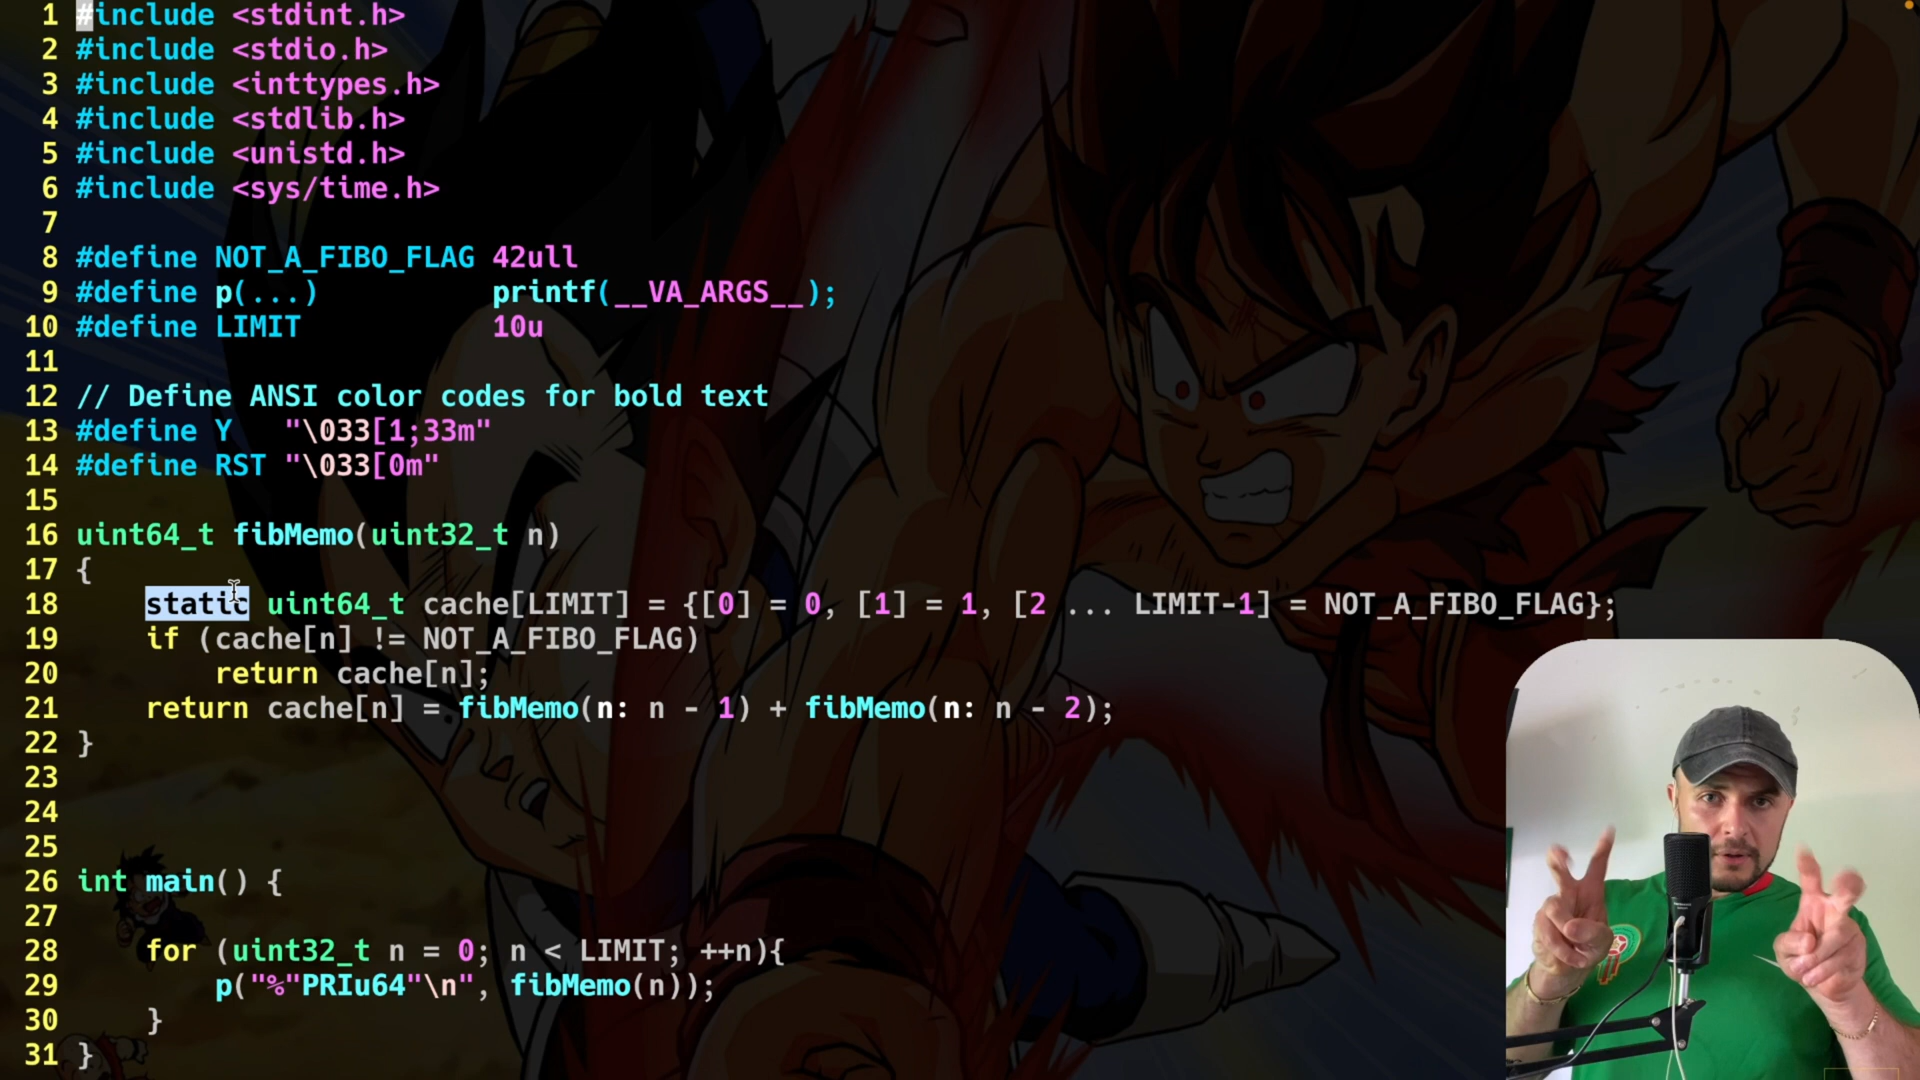 1 #include <stdint.h>
2 #include <stdio.h>
3 #include <inttypes.h>
4 #include <stdlib.h>
5 #include <unistd.h>
6 #include <sys/time.h>
7
8 #define NOT_A_FIBO_FLAG 42ull
9 #define p(...)          printf(__VA_ARGS__);
10 #define LIMIT           10u
11
12 // Define ANSI color codes for bold text
13 #define Y   "\033[1;33m"
14 #define RST "\033[0m"
15
16 uint64_t fibMemo(uint32_t n)
17 {
18     static uint64_t cache[LIMIT] = {[0] = 0, [1] = 1, [2 ... LIMIT-1] = NOT_A_FIBO_FLAG};
19     if (cache[n] != NOT_A_FIBO_FLAG)
20         return cache[n];
21     return cache[n] = fibMemo(n: n - 1) + fibMemo(n: n - 2);
22 }
23
24
25
26 int main() {
27
28     for (uint32_t n = 0; n < LIMIT; ++n){
29         p("%"PRIu64"\n", fibMemo(n));
30     }
31 }